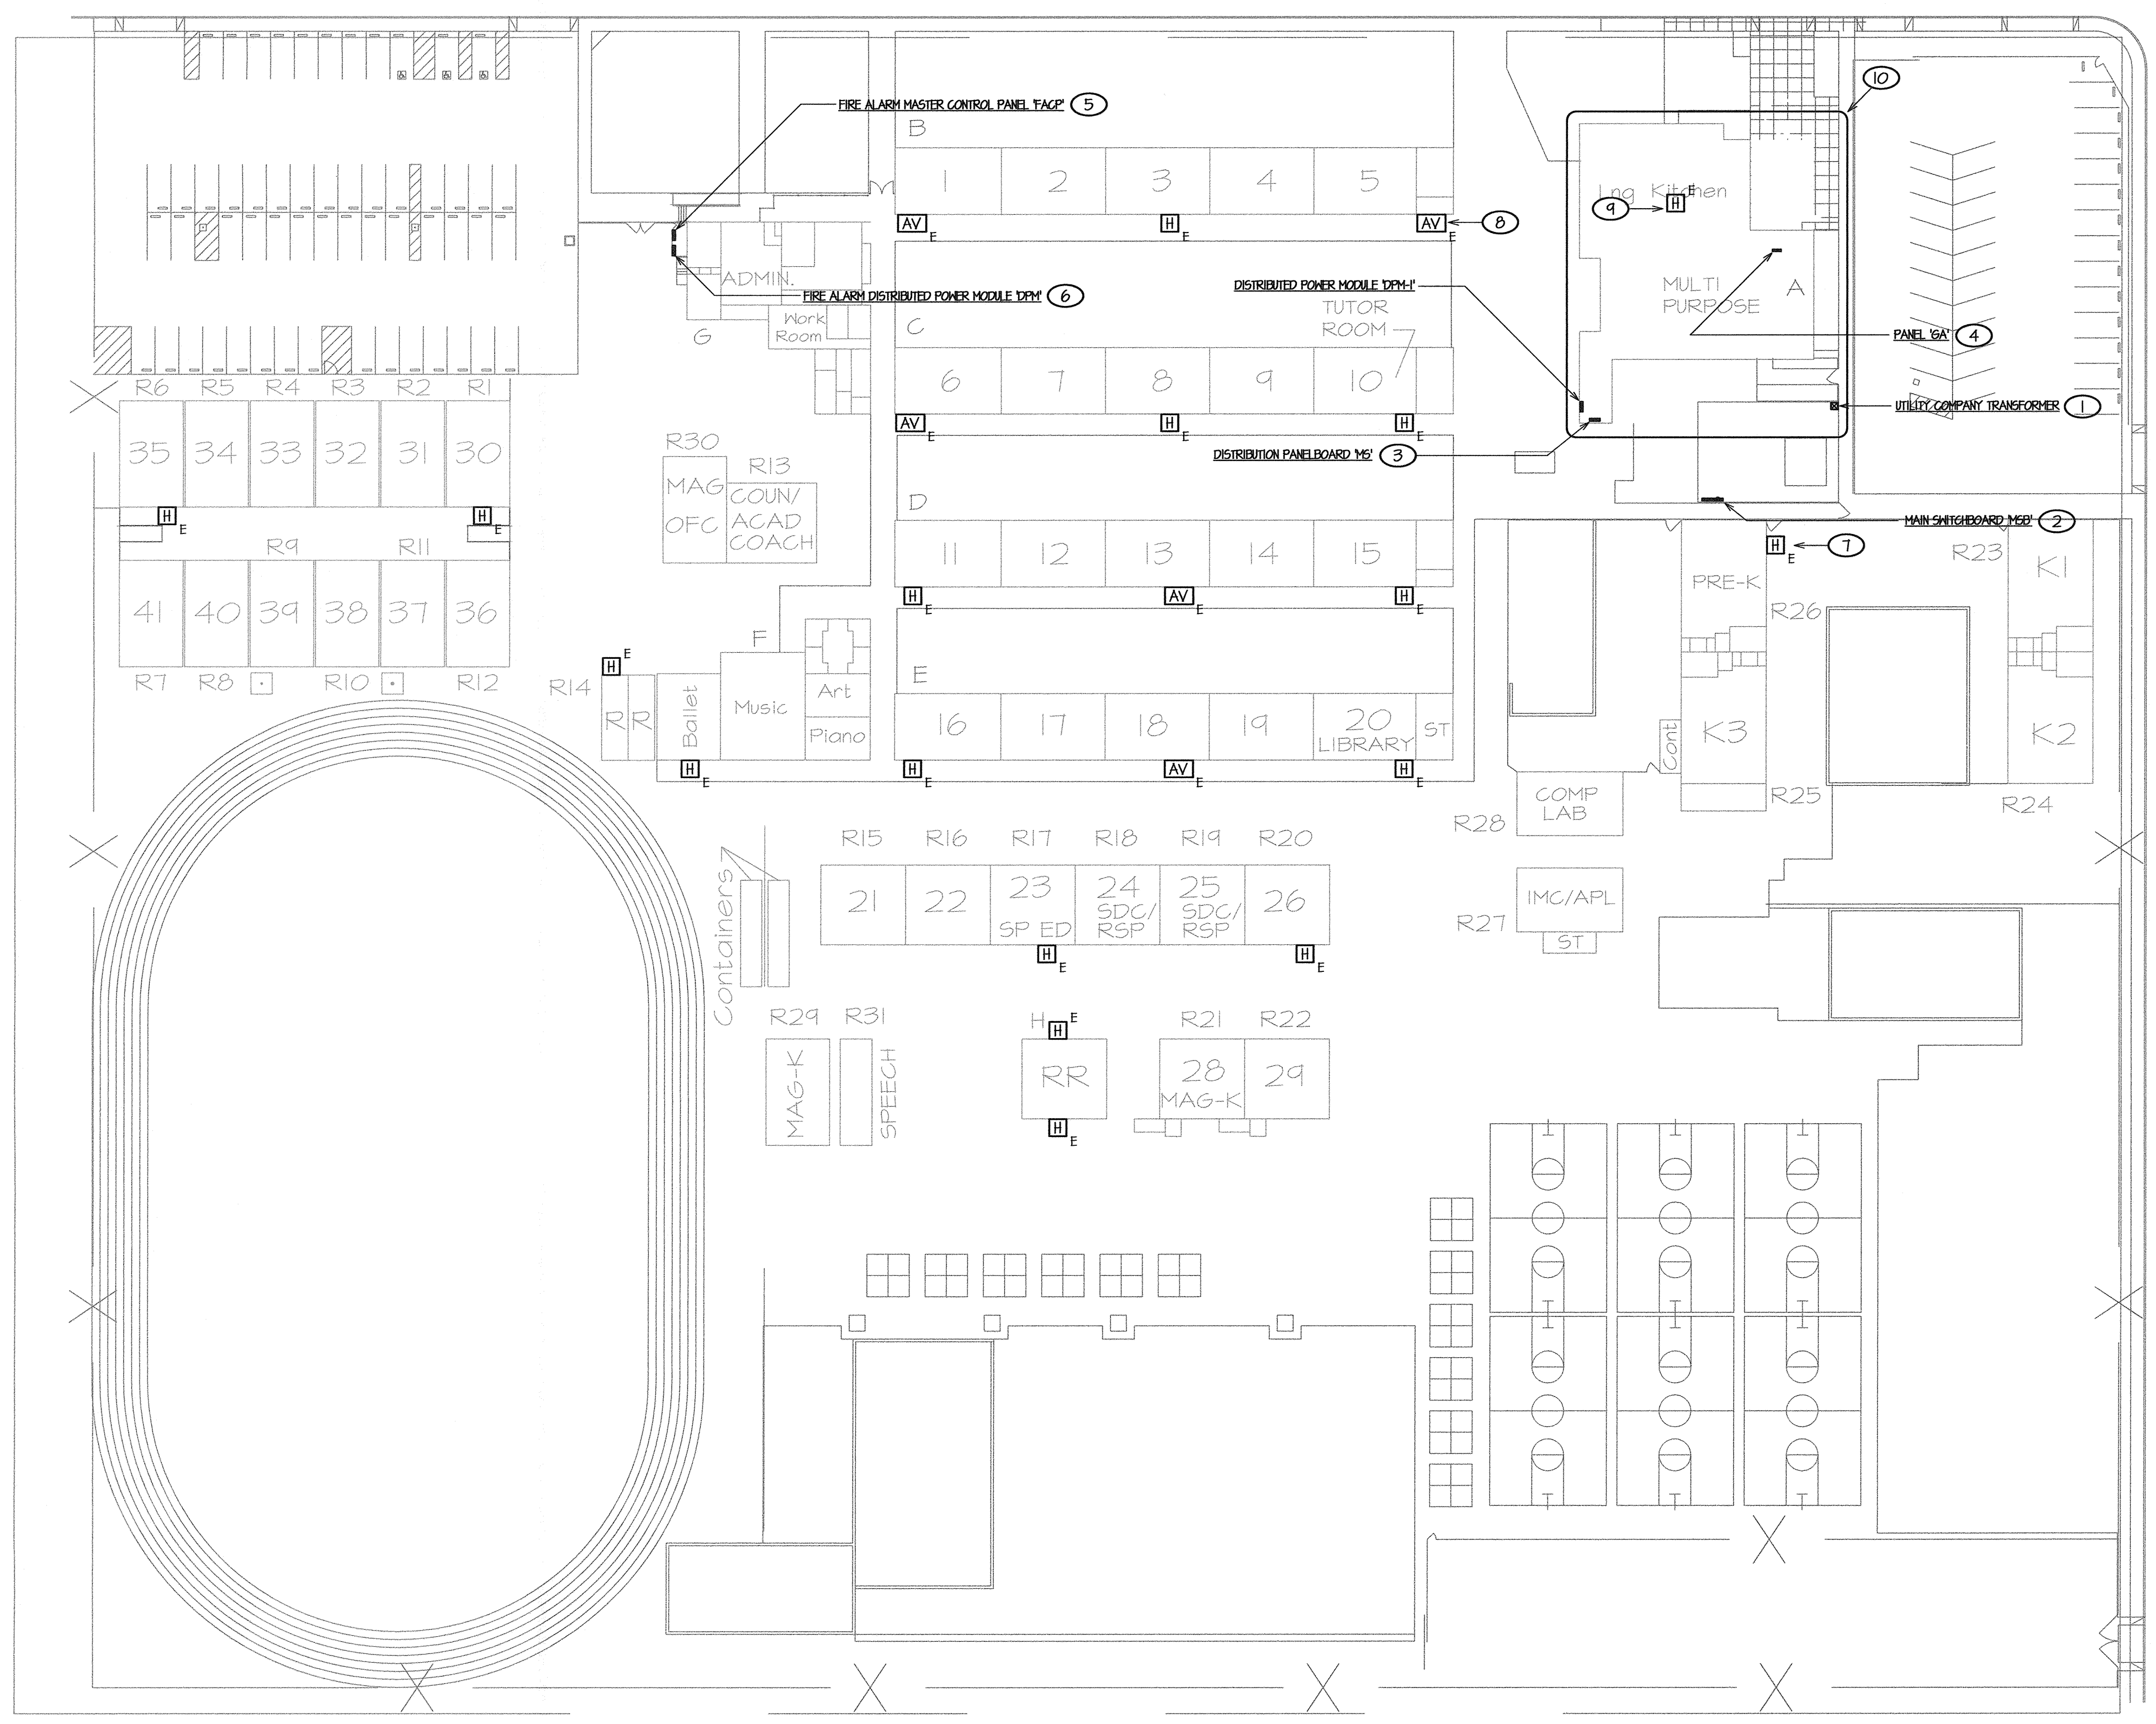 10
FIRE ALARM MASTER CONTROL PANEL 'FACP' 5
B
1 2 3 4 5
Lng Kitchen
E
9 H
AV E H E AV E 8
ADMIN.
FIRE ALARM DISTRIBUTED POWER MODULE 'DPM' 6
DISTRIBUTED POWER MODULE 'DPM-1'
MULTI
PURPOSE
A
Work
Room
G
C
TUTOR
ROOM
PANEL 'GA' 4
R6 R5 R4 R3 R2 R1
6 7 8 9 10
UTILITY COMPANY TRANSFORMER 1
AV E H E H E
35 34 33 32 31 30
R30
DISTRIBUTION PANELBOARD 'MS' 3
R13
MAG
OFC
COUN/
ACAD
COACH
D
H E H E
MAIN SWITCHBOARD 'MSB' 2
R9 R11
11 12 13 14 15
H E 7
R23
K1
PRE-K
41 40 39 38 37 36
H E AV E H E
R26
F
H E
E
R7 R8 R10 R12
R14
R R
Ballet
Music
Art
Piano
16 17 18 19 20
LIBRARY
ST
Cont
K3
K2
H E H E AV E H E
R25
R24
COMP
LAB
R28
R15 R16 R17 R18 R19 R20
21 22 23 24 25 26
SP ED
SDC/
RSP
SDC/
RSP
IMC/APL
R27
ST
Containers
H E H E
R29 R31
H H E
R21 R22
MAG-K
SPEECH
RR
28
MAG-K
29
H E